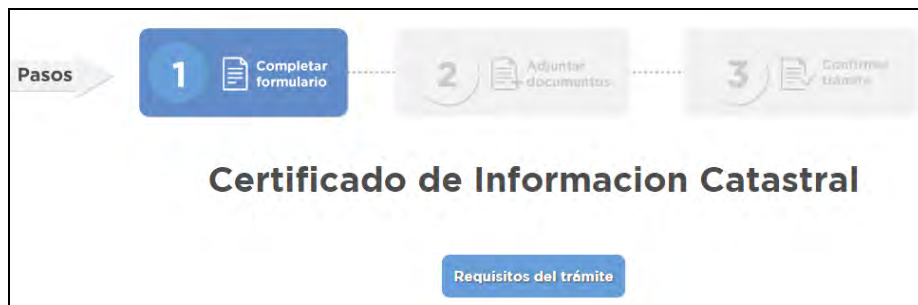 Pasos
1
Completar
formulario
2
Adjuntar
documentos
3
Confirmar
trámite
Certificado de Informacion Catastral
Requisitos del trámite